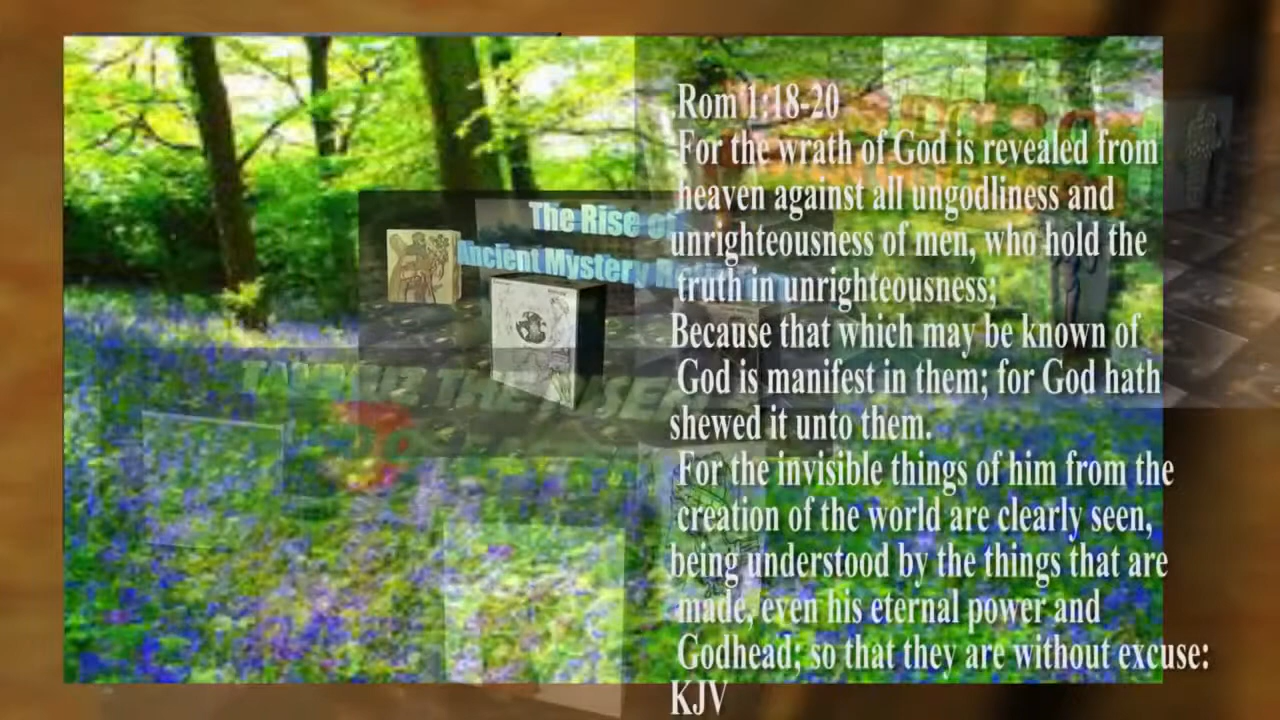 Rom 1:18-20
For the wrath of God is revealed from
heaven against all ungodliness and
unrighteousness of men, who hold the
truth in unrighteousness;
Because that which may be known of
God is manifest in them; for God hath
shewed it unto them.
For the invisible things of him from the
creation of the world are clearly seen,
being understood by the things that are
made, even his eternal power and
Godhead; so that they are without excuse:
KJV
The Rise of
Ancient Mystery